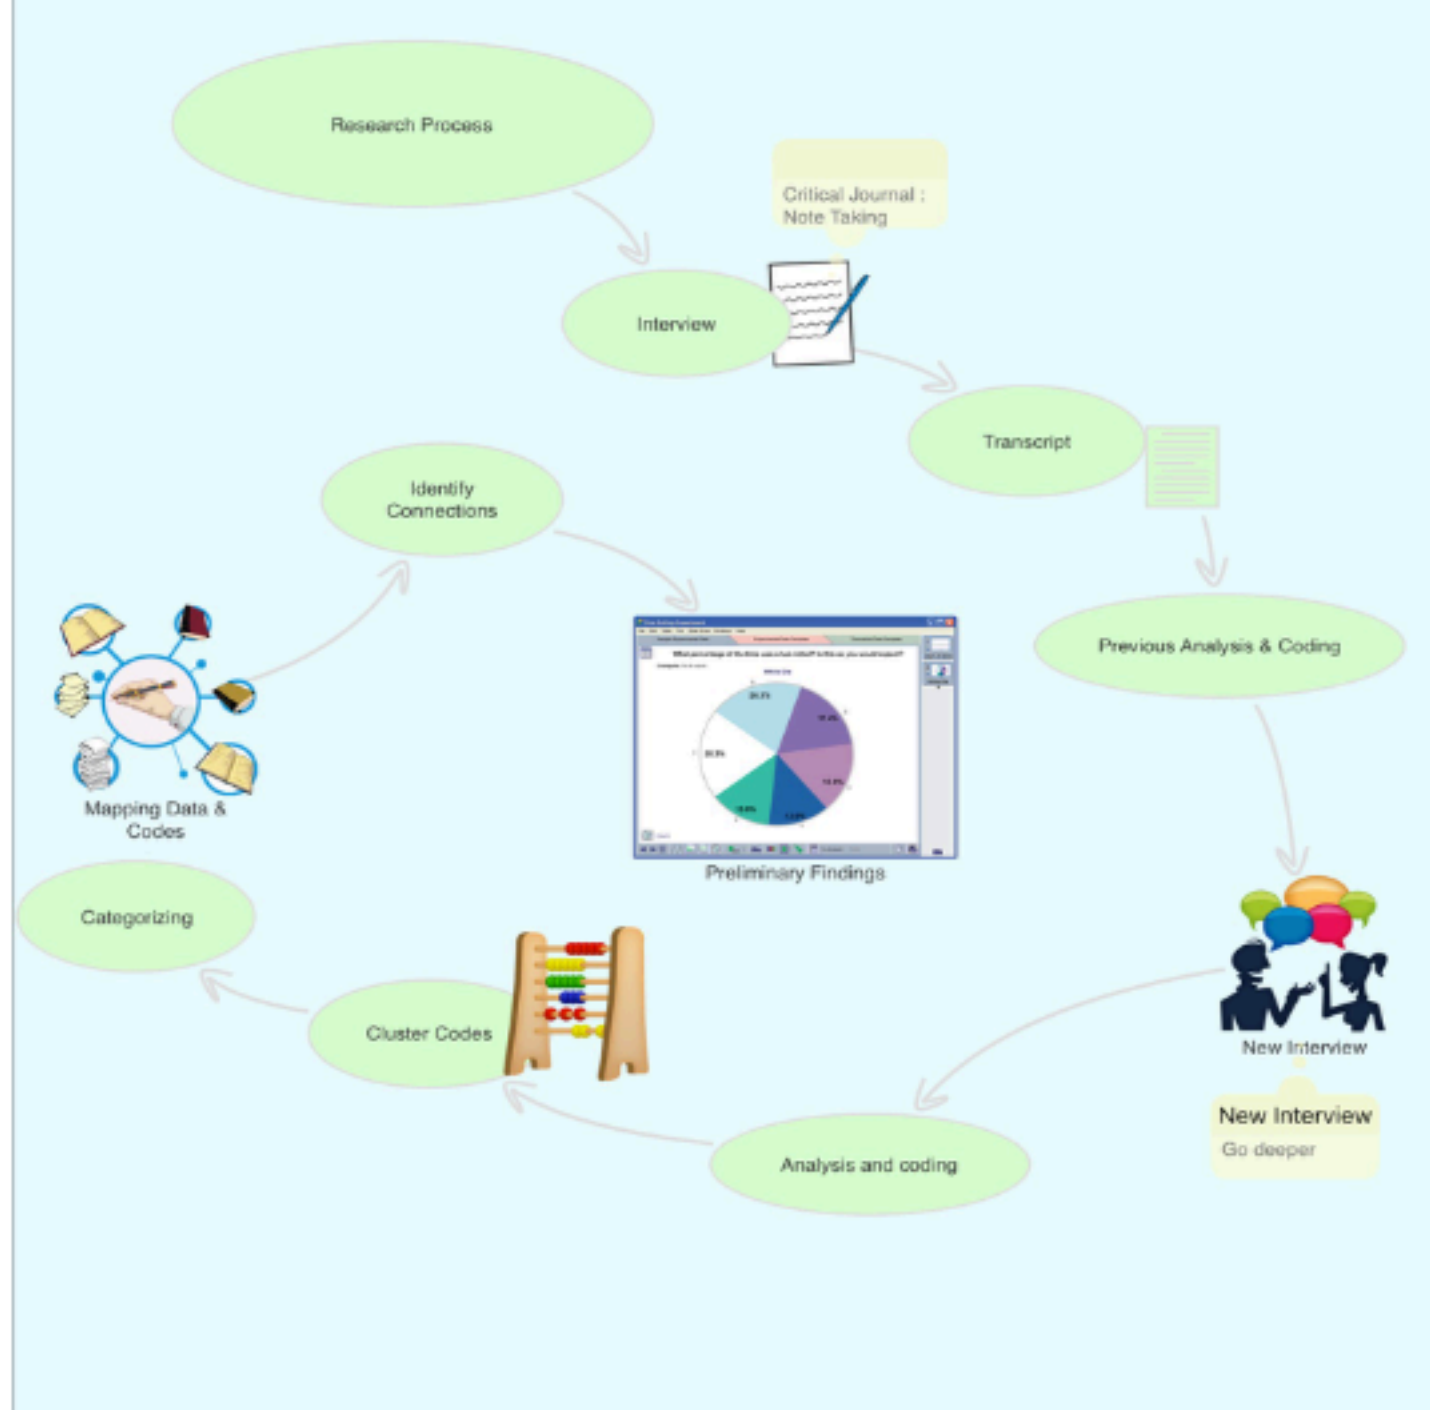 Research Process
Critical Journal :
Note Taking
Interview
Transcript
Identify
Connections
Previous Analysis & Coding
Mapping Data &
Codes
Preliminary Findings
Categorizing
Cluster Codes
New Interview
New Interview
Go deeper
Analysis and coding